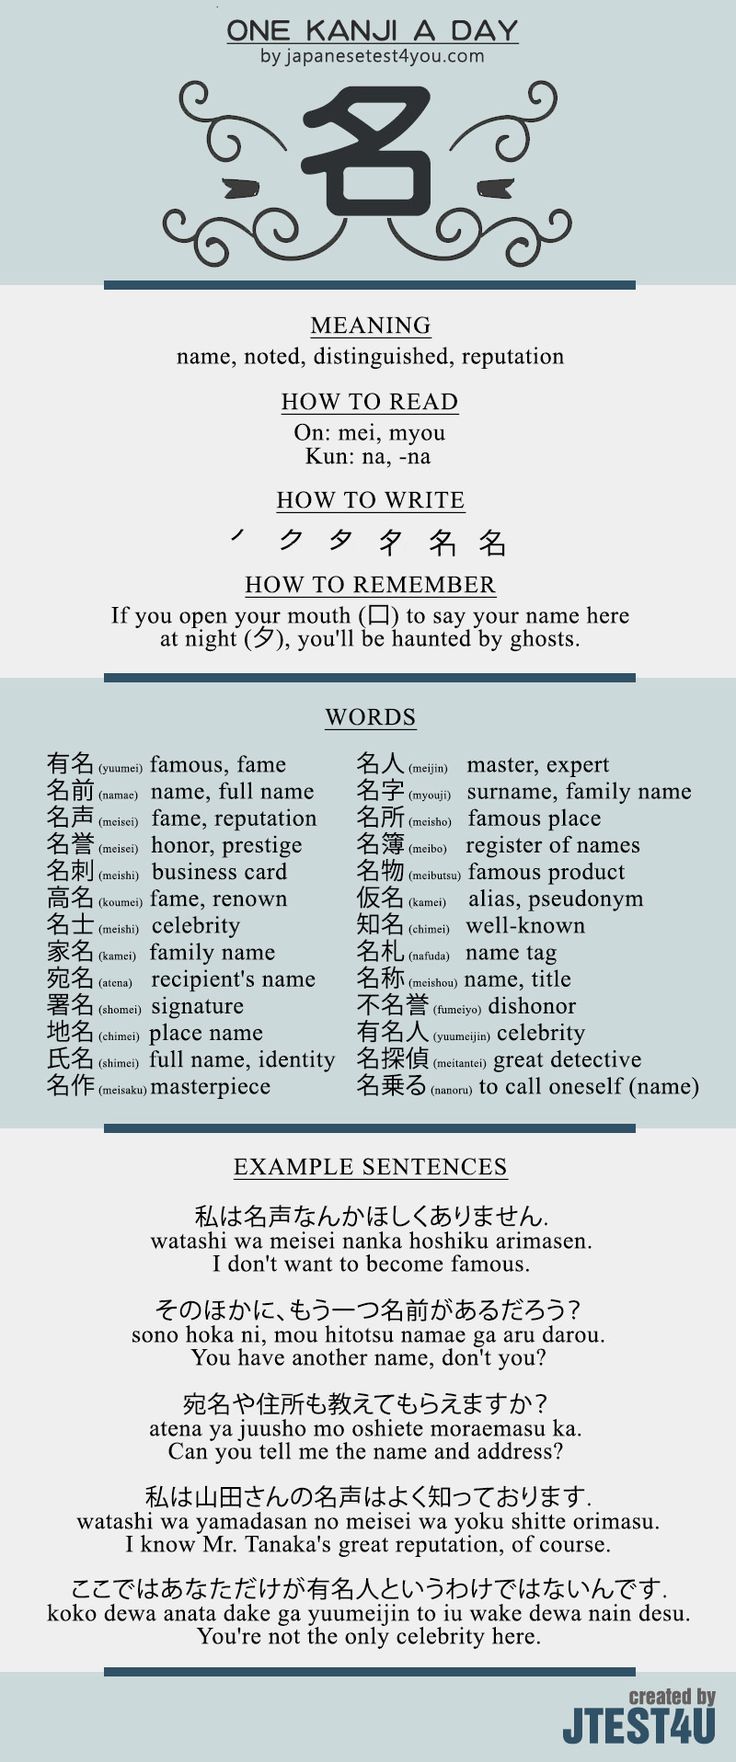 ONE KANJI A DAY
by japanesetest4you.com
名
MEANING
name, noted, distinguished, reputation
HOW TO READ
On: mei, myou
Kun: na, -na
HOW TO WRITE
㇒ ク タ 夕 名 名
HOW TO REMEMBER
If you open your mouth (口) to say your name here
at night (夕), you'll be haunted by ghosts.
WORDS
有名 (yuumei) famous, fame
名前 (namae) name, full name
名声 (meisei) fame, reputation
名誉 (meisei) honor, prestige
名刺 (meishi) business card
高名 (koumei) fame, renown
名士 (meishi) celebrity
家名 (kamei) family name
宛名 (atena) recipient's name
署名 (shomei) signature
地名 (chimei) place name
氏名 (shimei) full name, identity
名作 (meisaku) masterpiece
名人 (meijin) master, expert
名字 (myouji) surname, family name
名所 (meisho) famous place
名簿 (meibo) register of names
名物 (meibutsu) famous product
仮名 (kamei) alias, pseudonym
知名 (chimei) well-known
名札 (nafuda) name tag
名称 (meishou) name, title
不名誉 (fumeiyo) dishonor
有名人 (yuumeijin) celebrity
名探偵 (meitantei) great detective
名乗る (nanoru) to call oneself (name)
EXAMPLE SENTENCES
私は名声なんかほしくありません.
watashi wa meisei nanka hoshiku arimasen.
I don't want to become famous.
そのほかに、もう一つ名前があるだろう?
sono hoka ni, mou hitotsu namae ga aru darou.
You have another name, don't you?
宛名や住所も教えてもらえますか?
atena ya juusho mo oshiete moraemasu ka.
Can you tell me the name and address?
私は山田さんの名声はよく知っております.
watashi wa yamadasan no meisei wa yoku shitte orimasu.
I know Mr. Tanaka's great reputation, of course.
ここではあなただけが有名人というわけではないんです.
koko dewa anata dake ga yuumeijin to iu wake dewa nain desu.
You're not the only celebrity here.
created by
JTEST4U